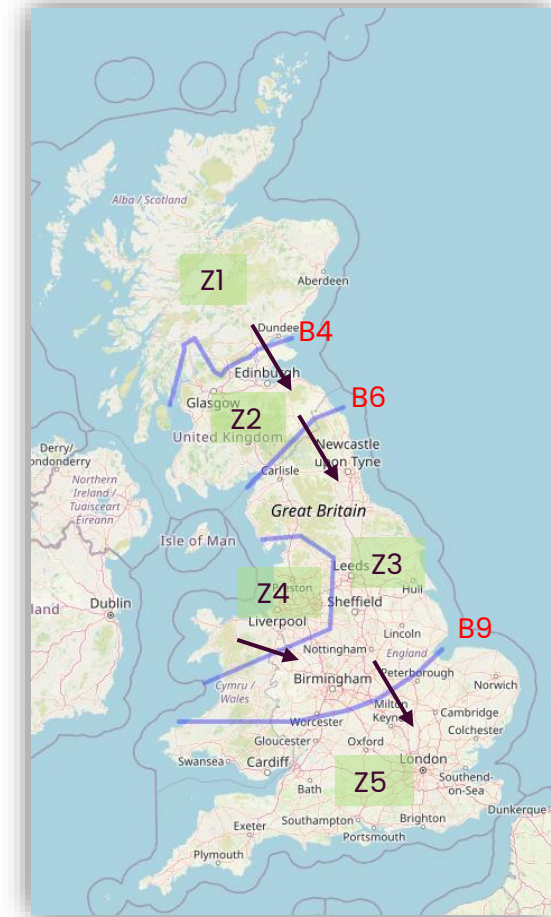 Alba / Scotland
Z1
Aberdeen
Dundee
B4
Edinburgh
Glasgow
B6
Z2
United Kingdom
Derry/
ondonderry
Newcastle
upon Tyne
Carlisle
Northern
Ireland /
Tuaisceart
Éireann
Great Britain
Isle of Man
Leeds
Z3
Hull
Z4
Preston
land
Dublin
Sheffield
Liverpool
Lincoln
B9
Nottingham
England
Peterborough
Norwich
Cymru /
Wales
Birmingham
Milton
Keynes
Cambridge
Worcester
Colchester
Gloucester
Oxford
Swansea
Cardiff
London
Z5
Southend-
on-Sea
Bath
Dunkerque
Southampton
Brighton
Exeter
Portsmouth
Plymouth